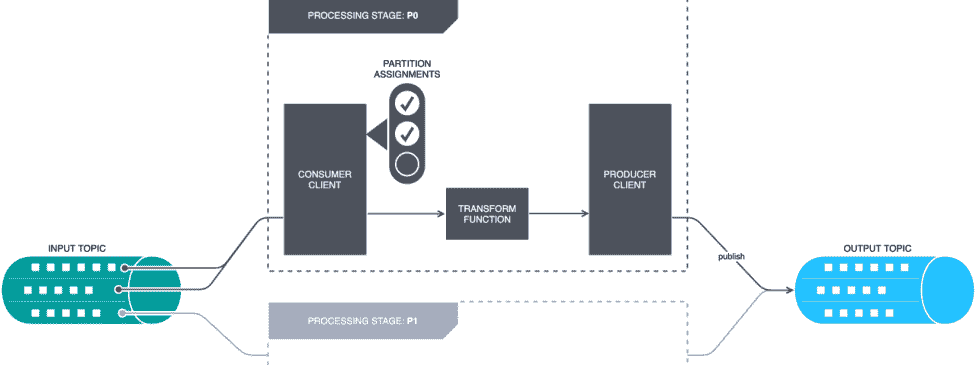 PROCESSING STAGE: P0
PARTITION
ASSIGNMENTS
CONSUMER
CLIENT
PRODUCER
CLIENT
TRANSFORM
FUNCTION
INPUT TOPIC
OUTPUT TOPIC
publish
PROCESSING STAGE: P1